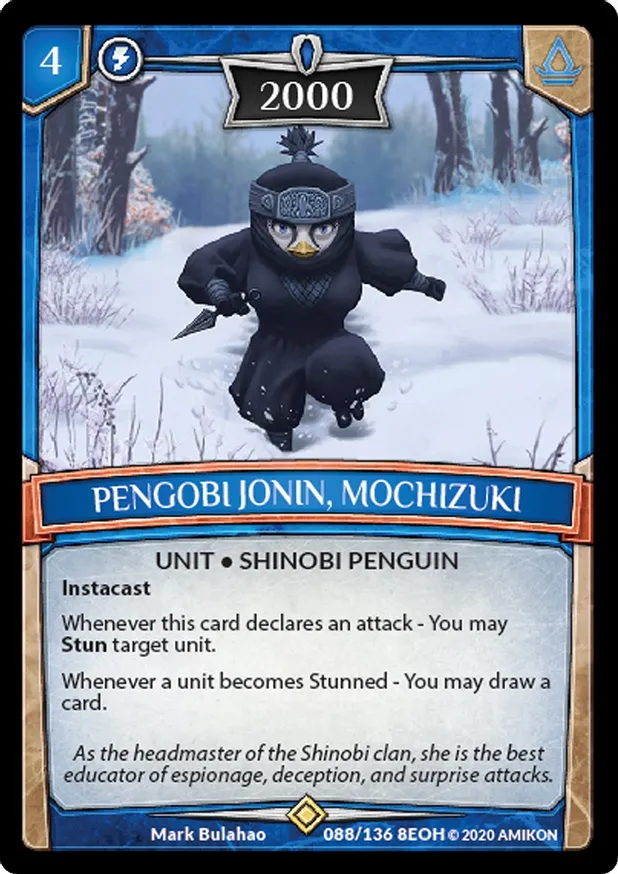 4
2000
PENGOBI JONIN, MOCHIZUKI
UNIT • SHINOBI PENGUIN
Instacast
Whenever this card declares an attack - You may
Stun target unit.
Whenever a unit becomes Stunned - You may draw a
card.
As the headmaster of the Shinobi clan, she is the best
educator of espionage, deception, and surprise attacks.
Mark Bulahao 088/136 8EOH © 2020 AMIKON